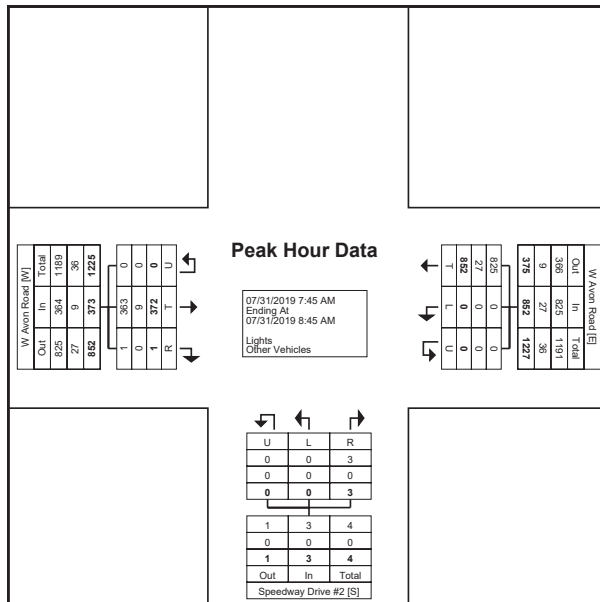 Peak Hour Data
07/31/2019 7:45 AM
Ending At
07/31/2019 8:45 AM
Lights
Other Vehicles
W Avon Road [W]
Total In Out
1189 364 825
36 9 27
1225 373 852
0 363 1
0 9 0
0 372 1
U T R
W Avon Road [E]
Out In Total
366 825 1191
9 27 36
375 852 1227
825 0 0
27 0 0
852 0 0
T L U
U L R
0 0 3
0 0 0
0 0 3
1 3 4
0 0 0
1 3 4
Out In Total
Speedway Drive #2 [S]